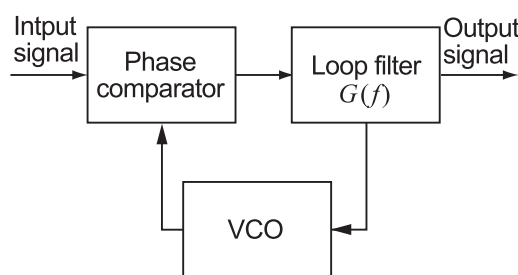 Intput
signal
Phase
comparator
Loop filter
G(f)
Output
signal
VCO